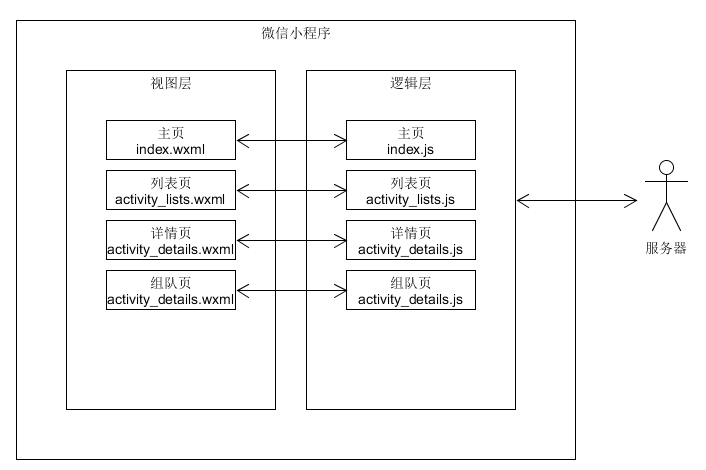 微信小程序
视图层
逻辑层
主页
index.wxml
主页
index.js
列表页
activity_lists.wxml
列表页
activity_lists.js
详情页
activity_details.wxml
详情页
activity_details.js
组队页
activity_details.wxml
组队页
activity_details.js
服务器